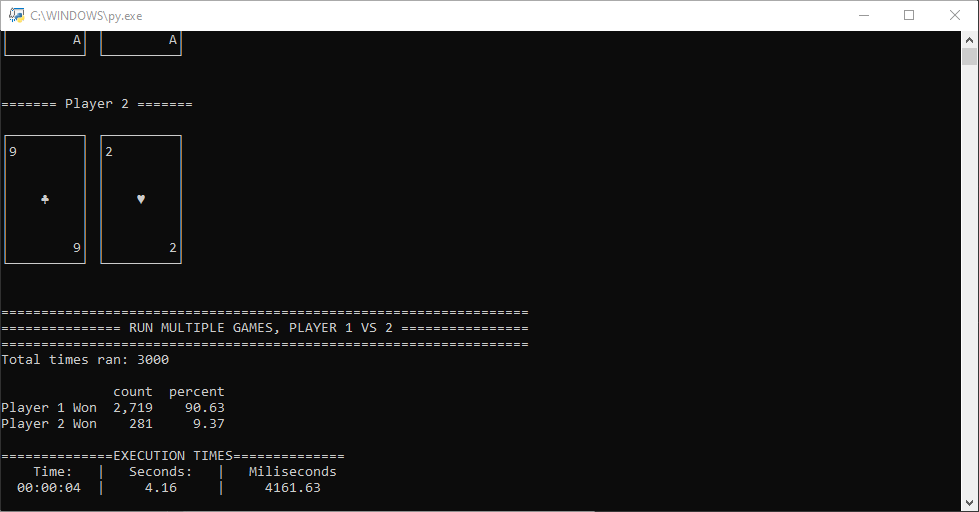 C:\WINDOWS\py.exe
A A
======= Player 2 =======
9 2
♣ ♥
9 2
==================================================================
=============== RUN MULTIPLE GAMES, PLAYER 1 VS 2 ================
==================================================================
Total times ran: 3000
count percent
Player 1 Won 2,719 90.63
Player 2 Won 281 9.37
==============EXECUTION TIMES==============
Time: | Seconds: | Miliseconds
00:00:04 | 4.16 | 4161.63